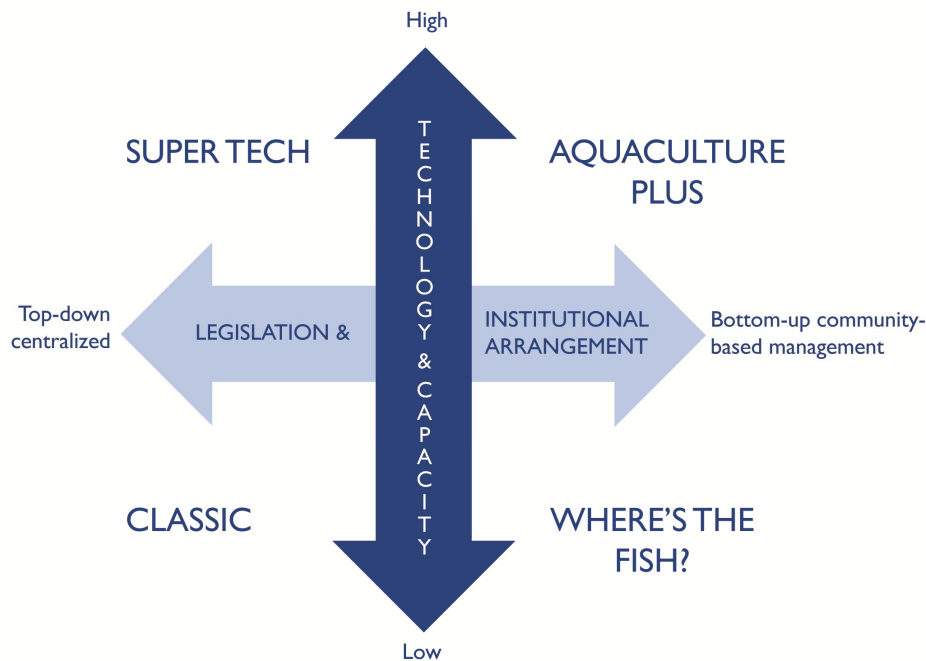 High
SUPER TECH
AQUACULTURE
PLUS
TECHNOLOGY & CAPACITY
Top-down
centralized
LEGISLATION &
INSTITUTIONAL
ARRANGEMENT
Bottom-up community-
based management
CLASSIC
WHERE'S THE
FISH?
Low